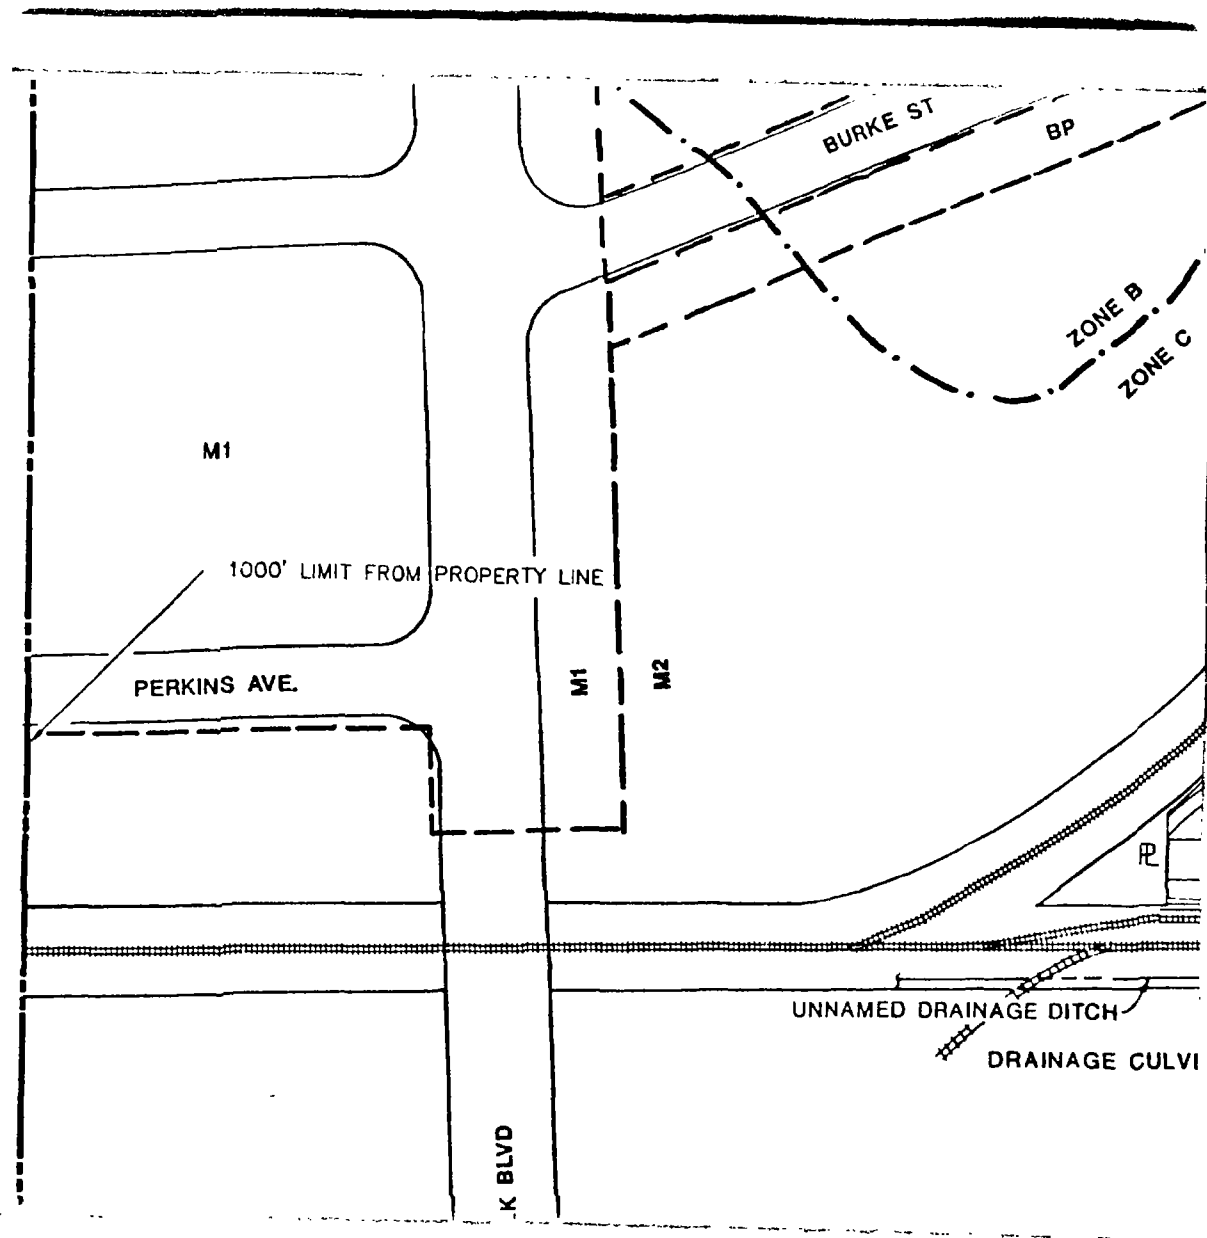 BURKE ST
BP
ZONE B
ZONE C
M1
1000' LIMIT FROM PROPERTY LINE
PERKINS AVE.
M1
M2
PL
UNNAMED DRAINAGE DITCH
DRAINAGE CULVI
K BLVD